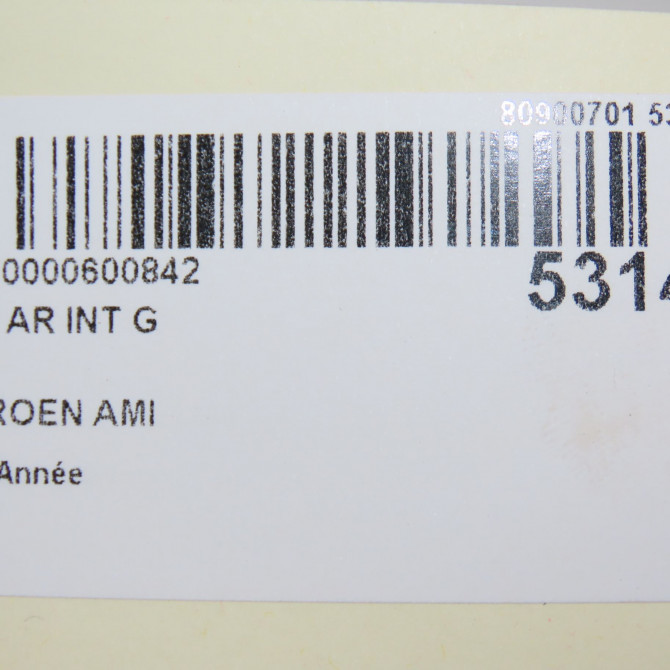 80900701 53
0000600842
5314
AR INT G
ROEN AMI
Année